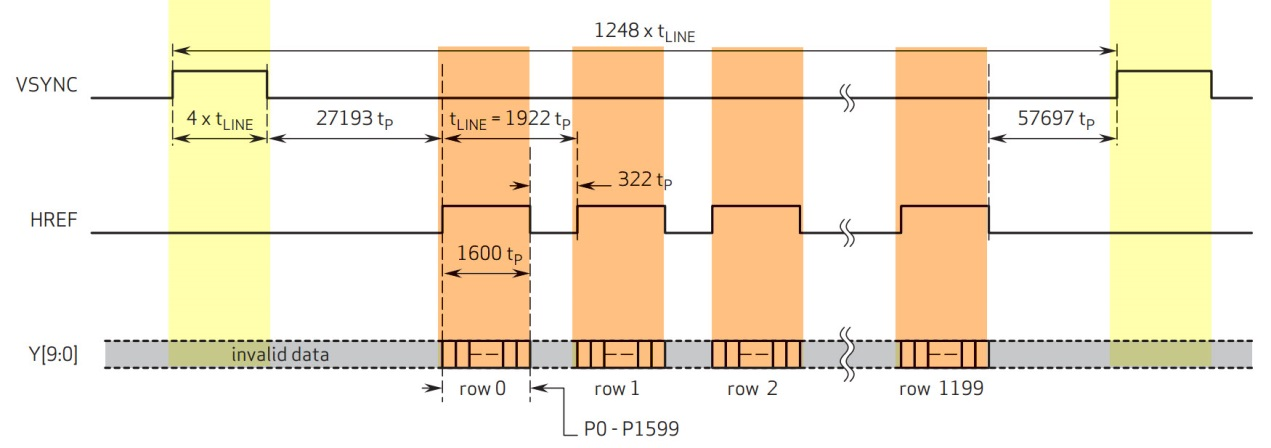 1248 x tLINE
VSYNC
4 x tLINE
27193 tP
tLINE = 1922 tP
57697 tP
322 tP
HREF
1600 tP
Y[9:0]
invalid data
row 0
row 1
row 2
row 1199
P0 - P1599